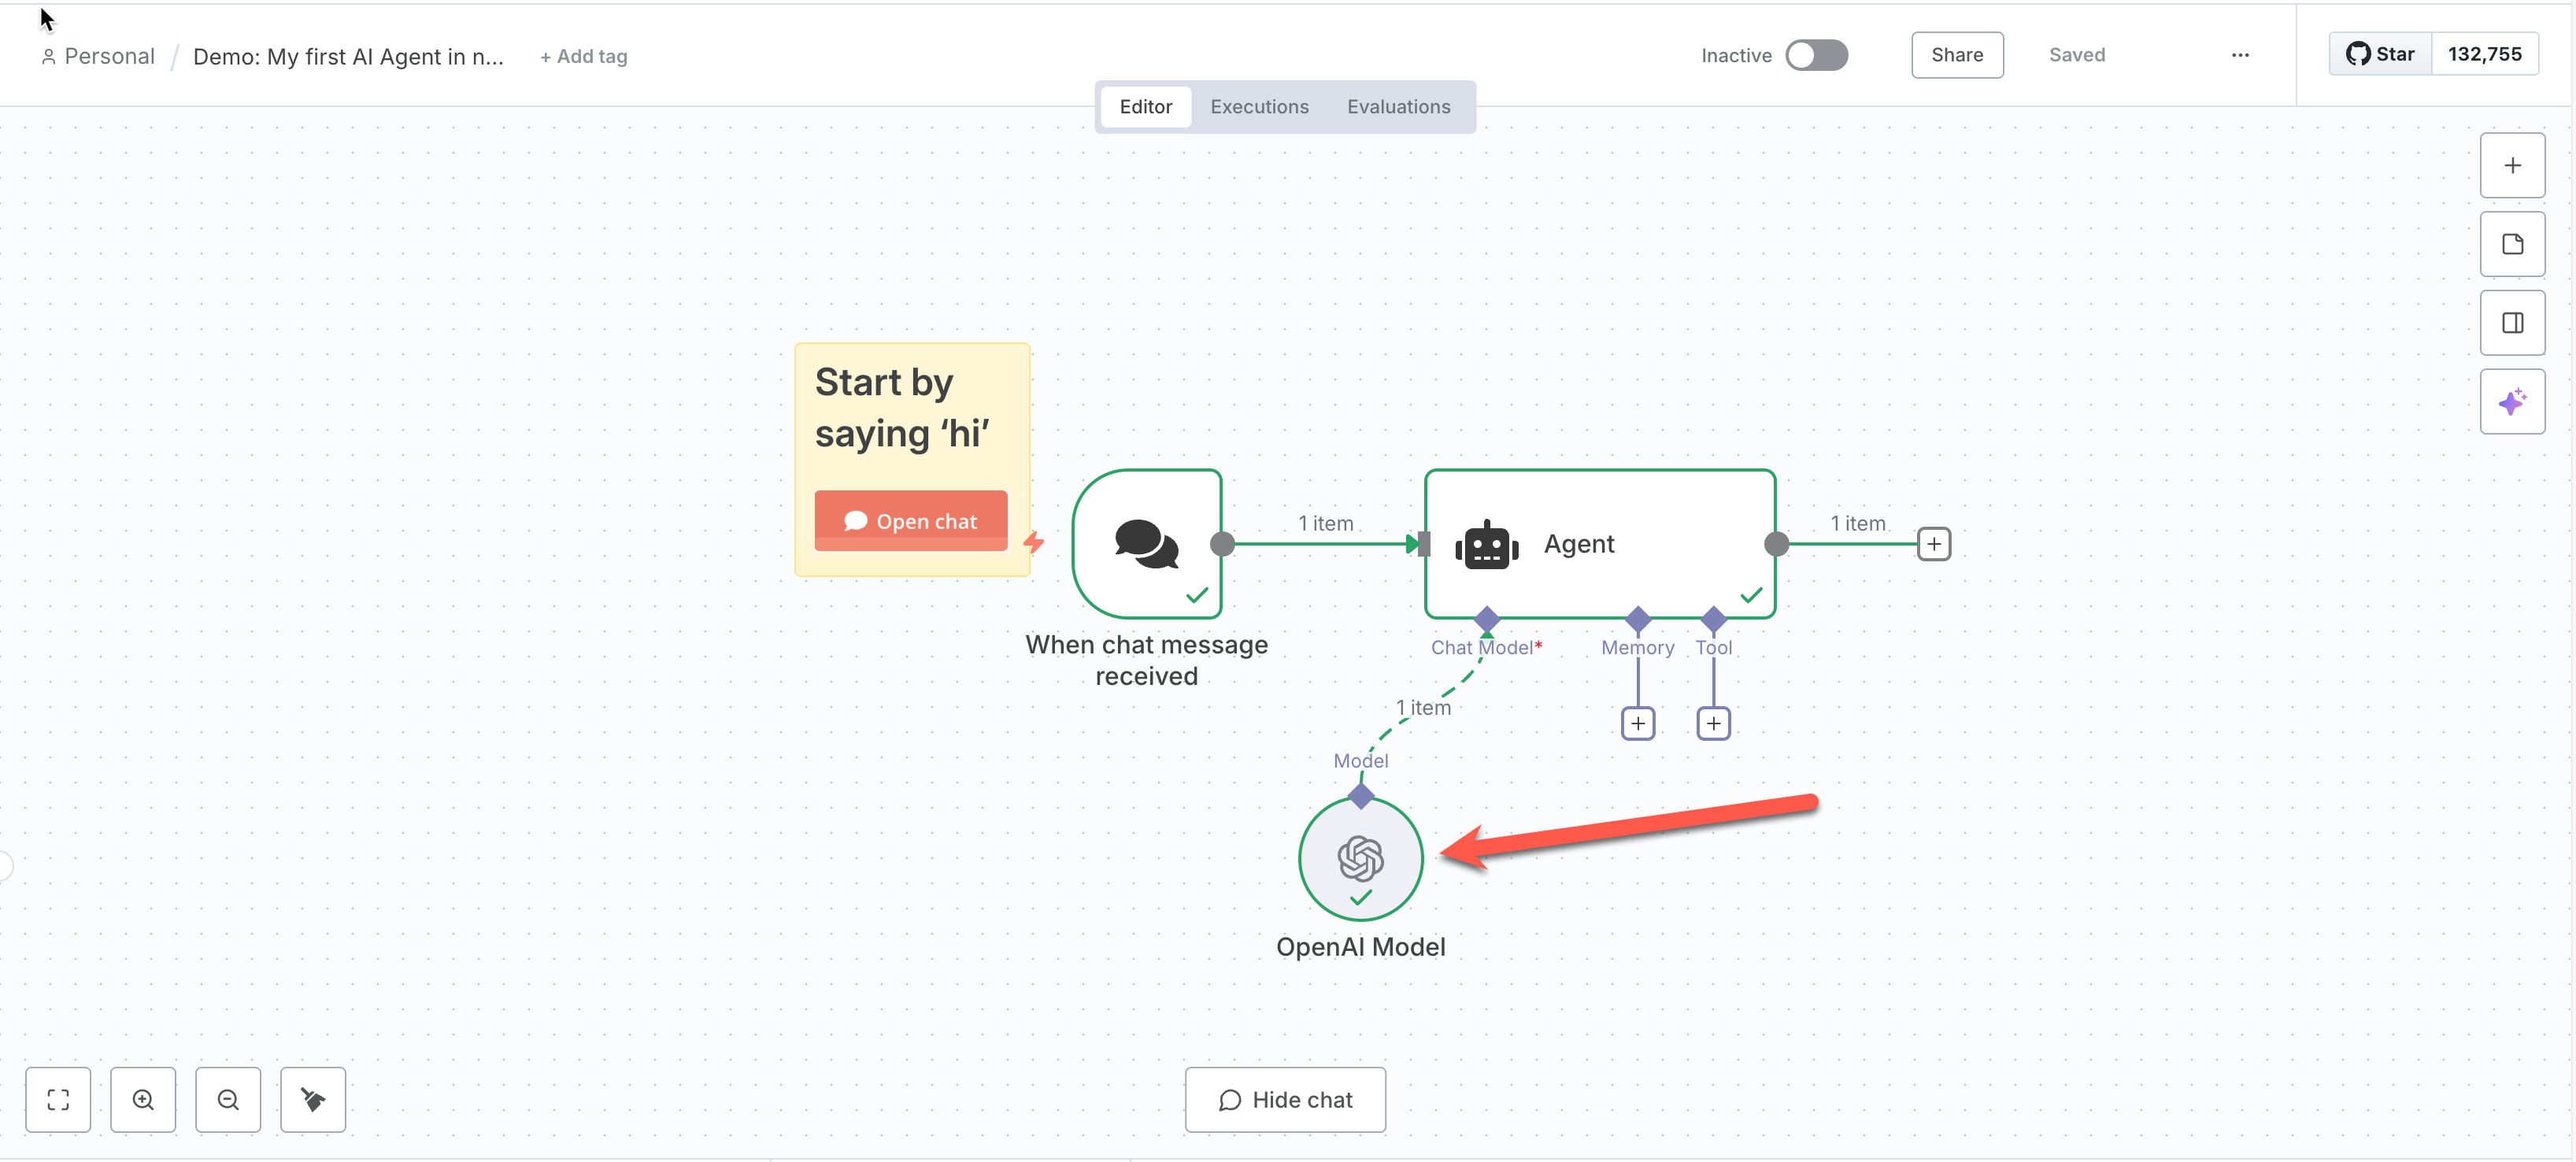 Personal / Demo: My first AI Agent in n... + Add tag
Inactive Share Saved ... Star 132,755
Editor Executions Evaluations
Start by
saying ‘hi’
Open chat
1 item
Agent
1 item
When chat message
received
Chat Model*
Memory
Tool
1 item
Model
OpenAI Model
Hide chat